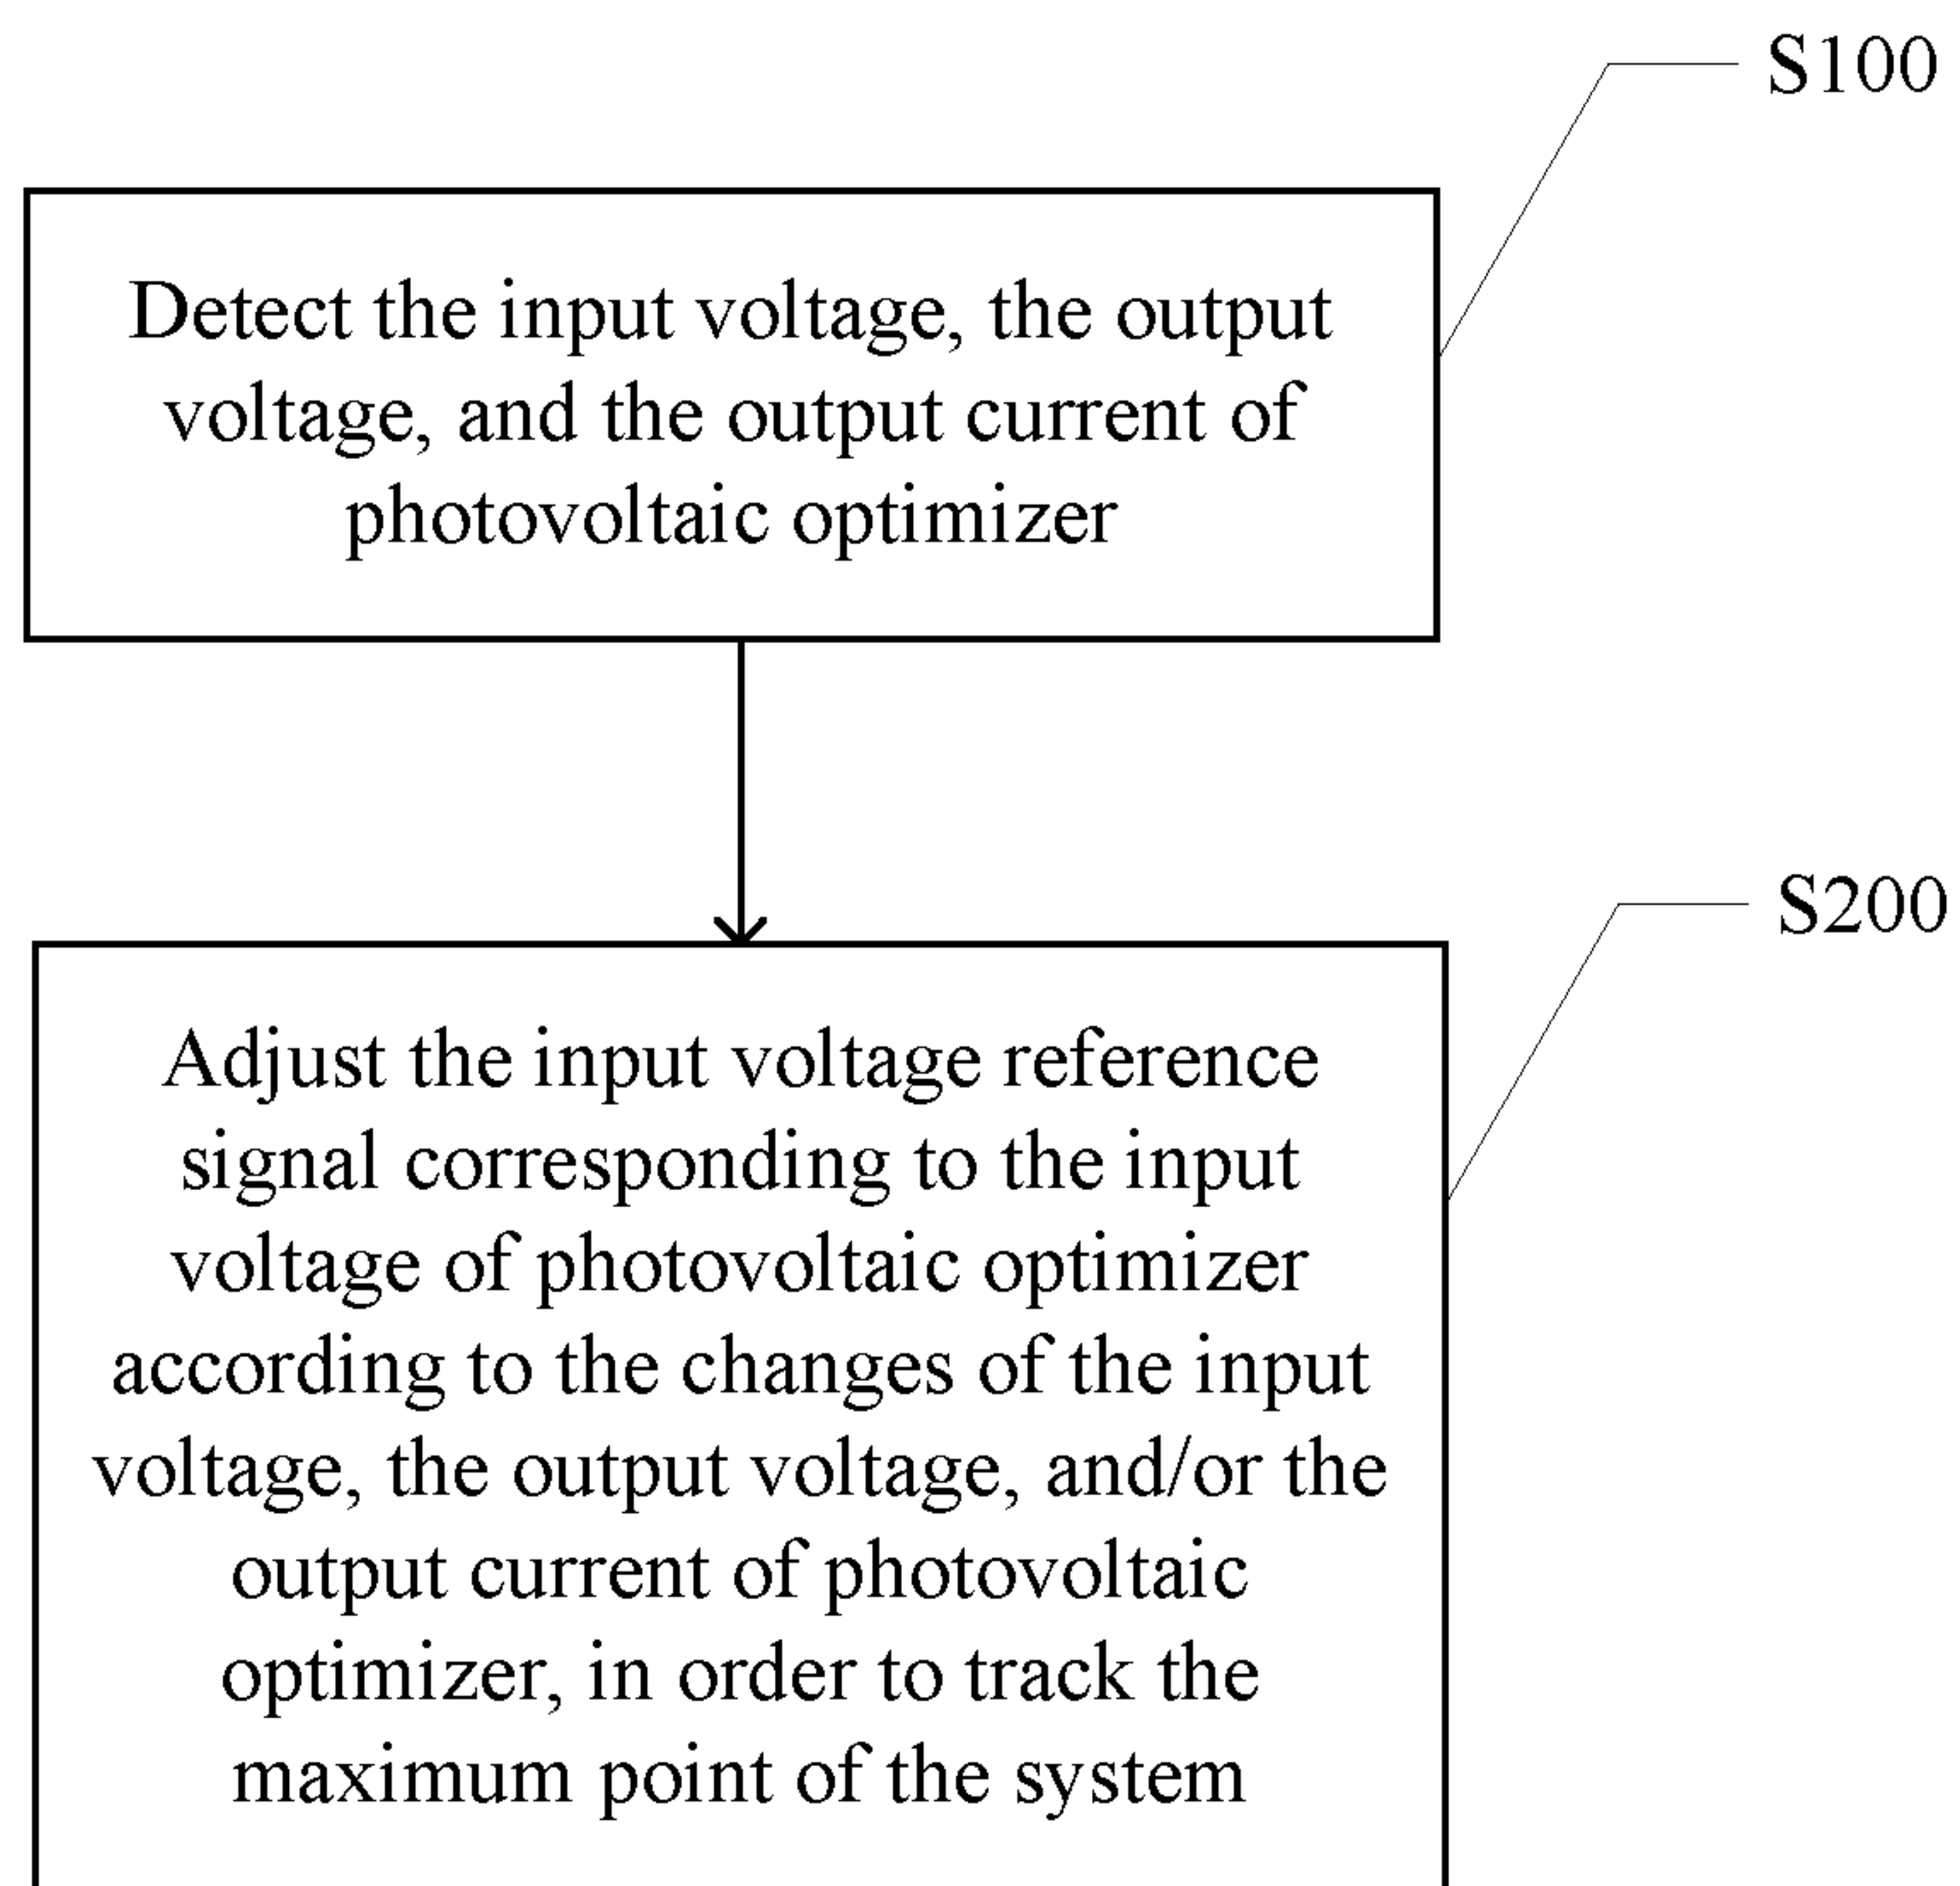 S100
Detect the input voltage, the output
voltage, and the output current of
photovoltaic optimizer
S200
Adjust the input voltage reference
signal corresponding to the input
voltage of photovoltaic optimizer
according to the changes of the input
voltage, the output voltage, and/or the
output current of photovoltaic
optimizer, in order to track the
maximum point of the system